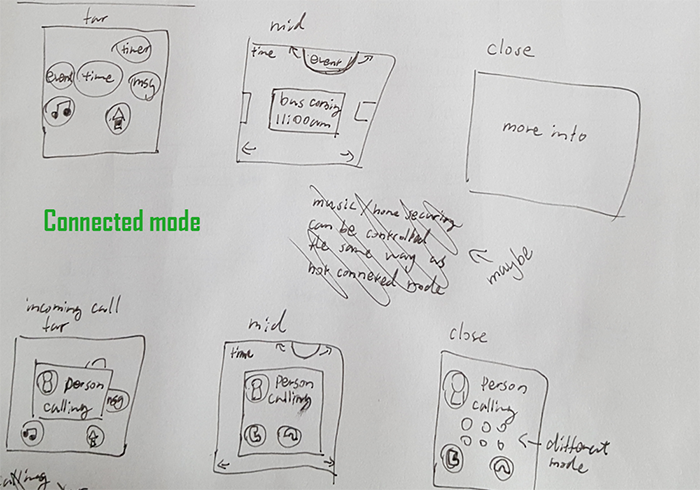 far
timer
event
time
msg
mid
time
event
bus coming
11:00am
close
more info
Connected mode
music/home securing
can be controlled
the same way as
not connected mode
maybe
incoming call
far
person
calling
msg
mid
time
Person
calling
close
Person
calling
different
mode